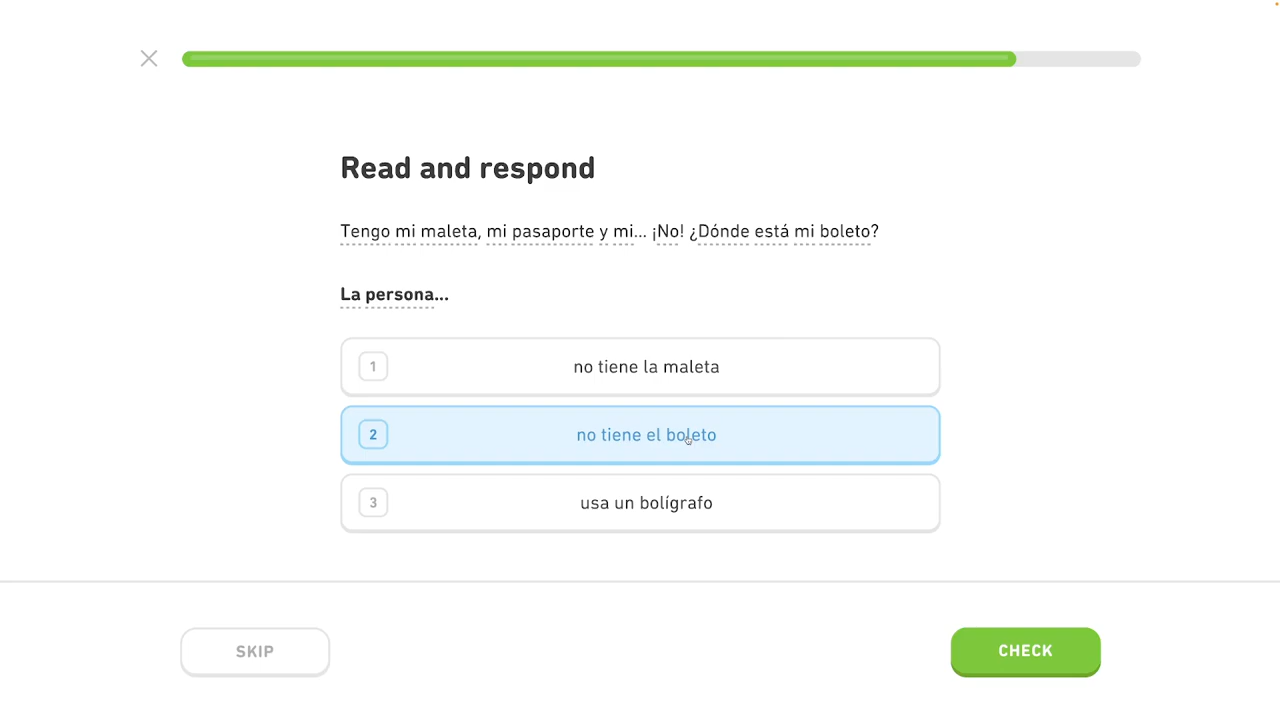 Read and respond
Tengo mi maleta, mi pasaporte y mi... ¡No! ¿Dónde está mi boleto?
La persona...
1 no tiene la maleta
2 no tiene el boleto
3 usa un bolígrafo
SKIP
CHECK